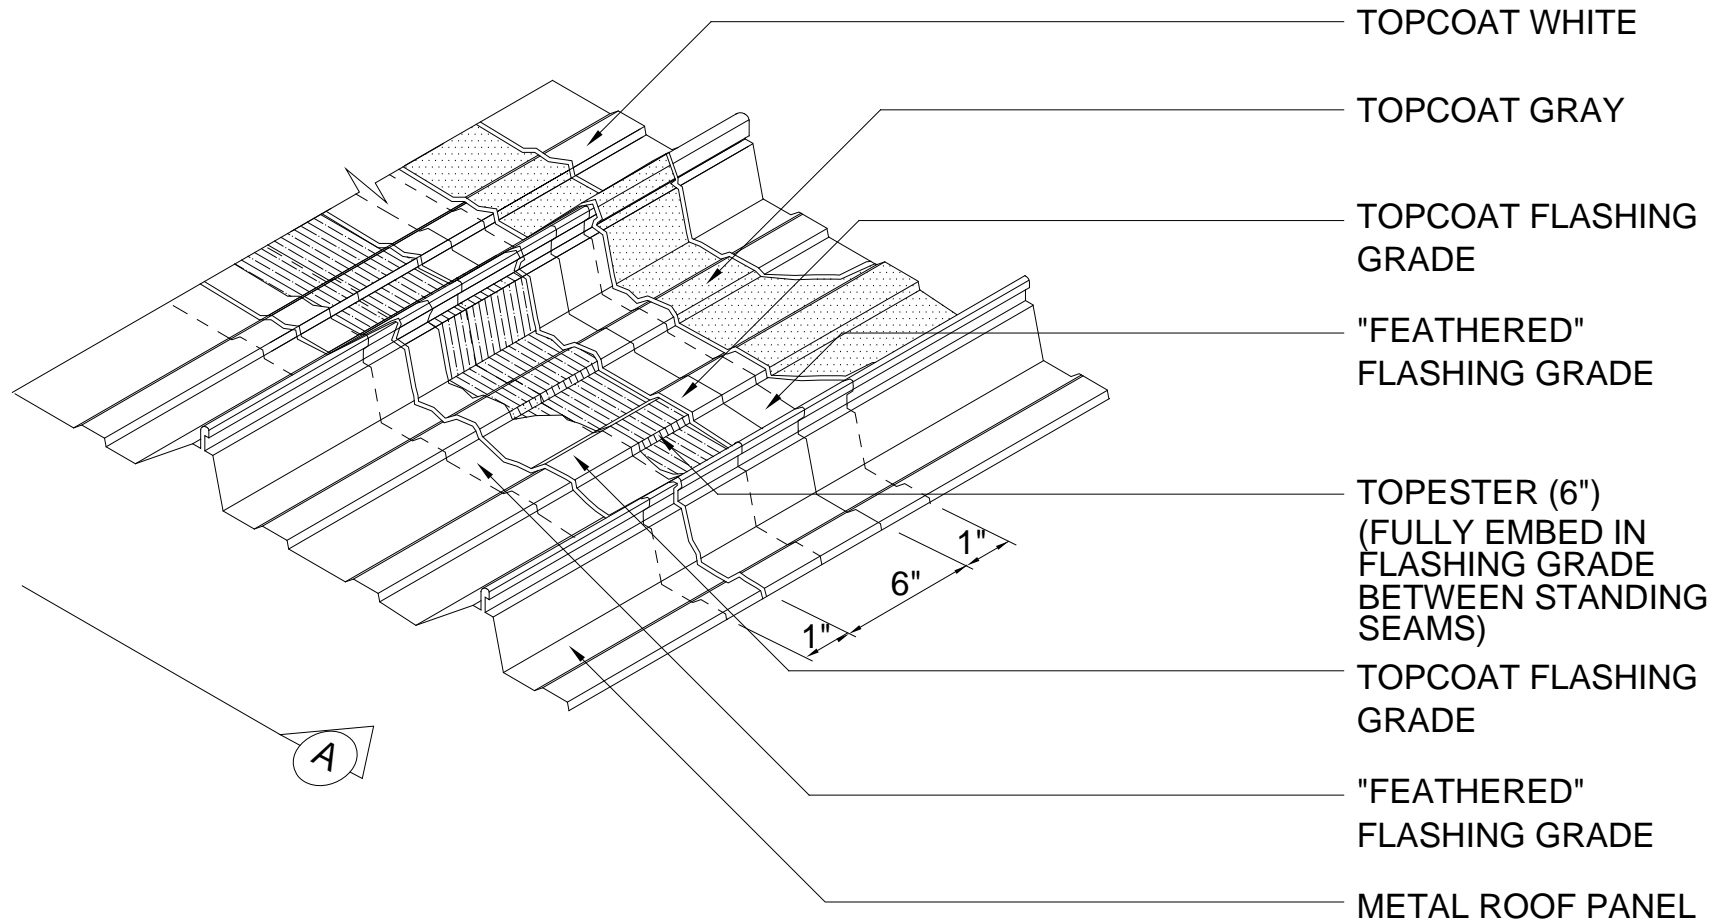 TOPCOAT WHITE
TOPCOAT GRAY
TOPCOAT FLASHING
GRADE
"FEATHERED"
FLASHING GRADE
TOPESTER (6")
(FULLY EMBED IN
FLASHING GRADE
BETWEEN STANDING
SEAMS)
1"
6"
1"
TOPCOAT FLASHING
GRADE
A
"FEATHERED"
FLASHING GRADE
METAL ROOF PANEL